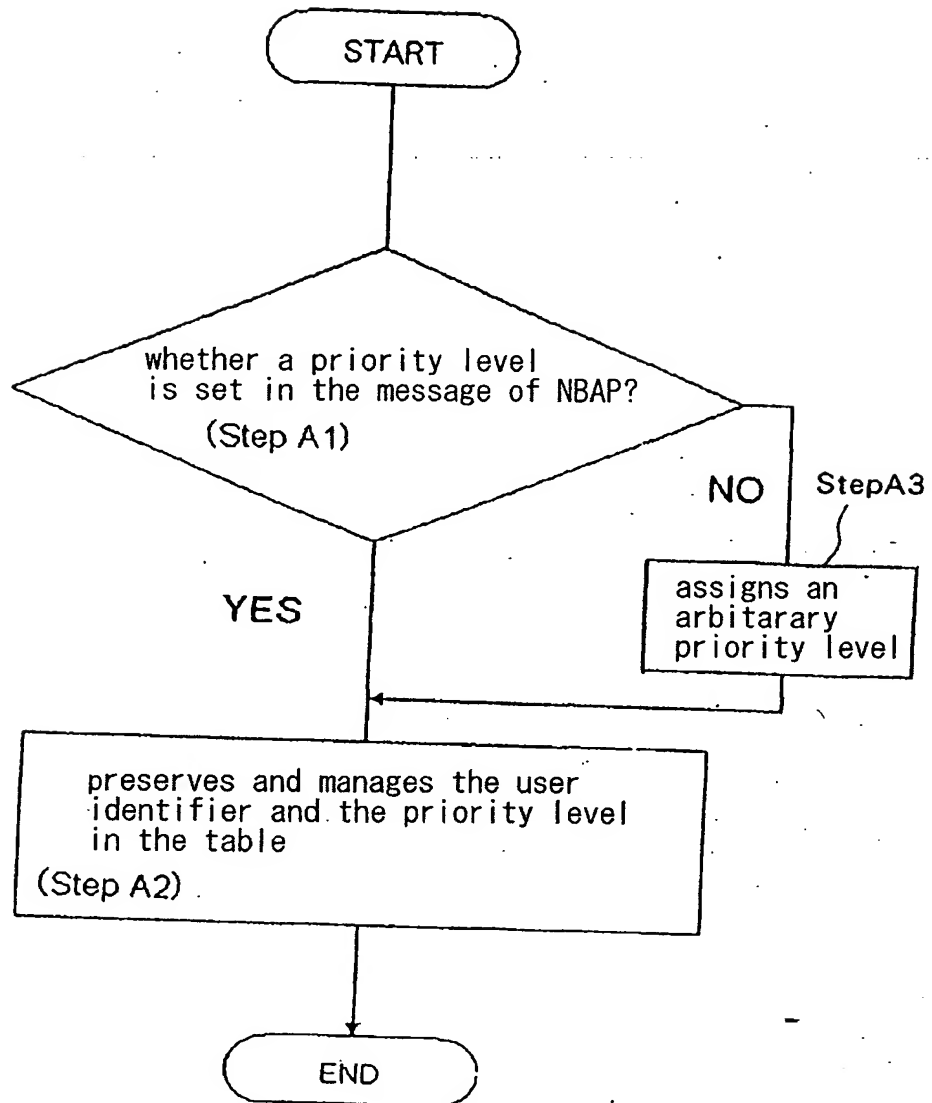 START
whether a priority level
is set in the message of NBAP?
(Step A1)
NO
StepA3
YES
assigns an
arbitarary
priority level
preserves and manages the user
identifier and the priority level
in the table
(Step A2)
END